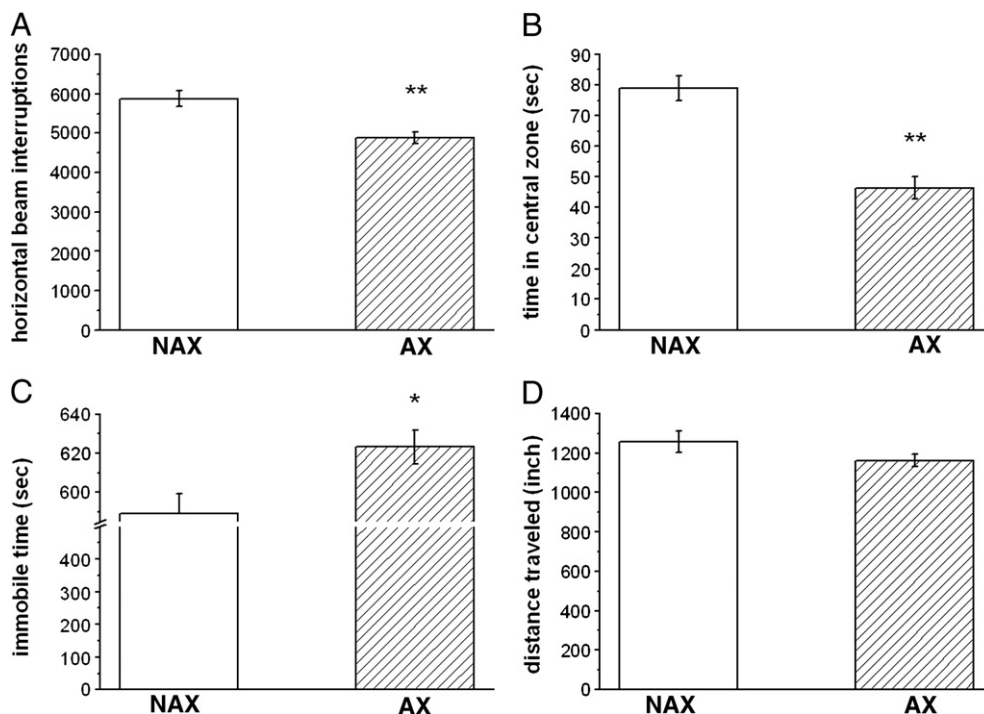 A
horizontal beam interruptions
7000
6000
5000
4000
3000
2000
1000
0
**
NAX
AX
B
time in central zone (sec)
90
80
70
60
50
40
30
20
10
0
**
NAX
AX
C
immobile time (sec)
640
620
600
400
300
200
100
0
*
NAX
AX
D
distance traveled (inch)
1400
1200
1000
800
600
400
200
0
NAX
AX